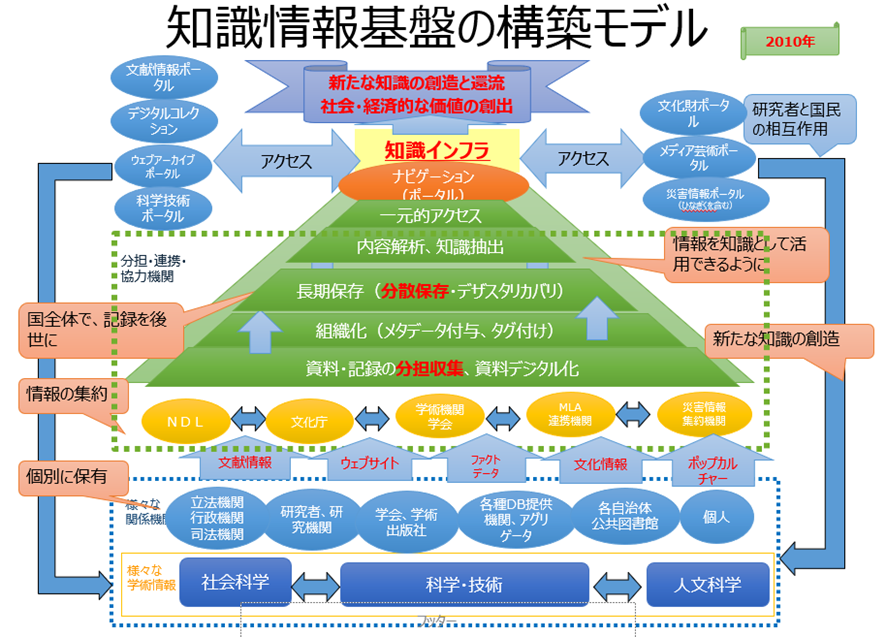 知識情報基盤の構築モデル
2010年
新たな知識の創造と還流
社会・経済的な価値の創出
文献情報ポー
タル
デジタルコレ
クション
ウェブアーカイブ
ポータル
科学技術
ポータル
アクセス
知識インフラ
ナビゲーション
（ポータル）
アクセス
文化財ポータ
ル
メディア芸術ポー
タル
災害情報ポータル
（ひなぎくを含む）
研究者と国民
の相互作用
一元的アクセス
内容解析、知識抽出
長期保存（分散保存・デザスタリカバリ）
組織化（メタデータ付与、タグ付け）
資料・記録の分担収集、資料デジタル化
分担・連携・
協力機関
情報を知識として活
用できるように
国全体で、記録を後
世に
新たな知識の創造
情報の集約
ＮＤＬ
文化庁
学術機関
学会
MLA
連携機関
災害情報
集約機関
文献情報
ウェブサイト
ファクト
データ
文化情報
ポップカル
チャー
個別に保有
様々な
関係機関
立法機関
行政機関
司法機関
研究者、研
究機関
学会、学術
出版社
各種DB提供
機関、アグリ
ゲータ
各自治体
公共図書館
個人
様々な
学術情報
社会科学
科学・技術
人文科学
フッター